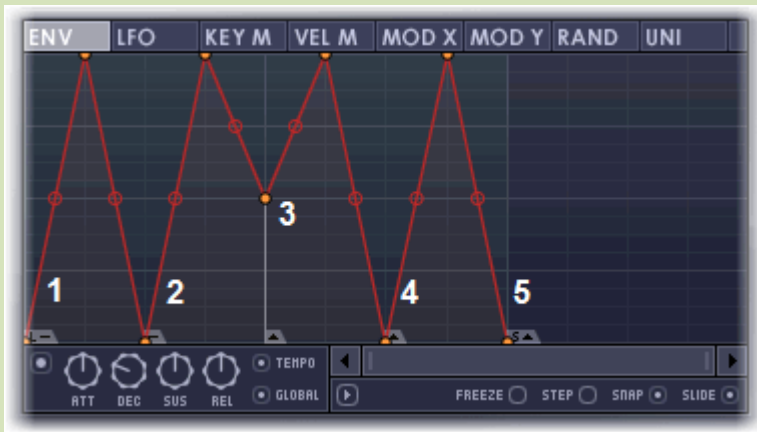 ENV LFO KEY M VEL M MOD X MOD Y RAND UNI
3
1 2 4 5
L S
TEMPO
ATT DEC SUS REL GLOBAL FREEZE STEP SNAP SLIDE